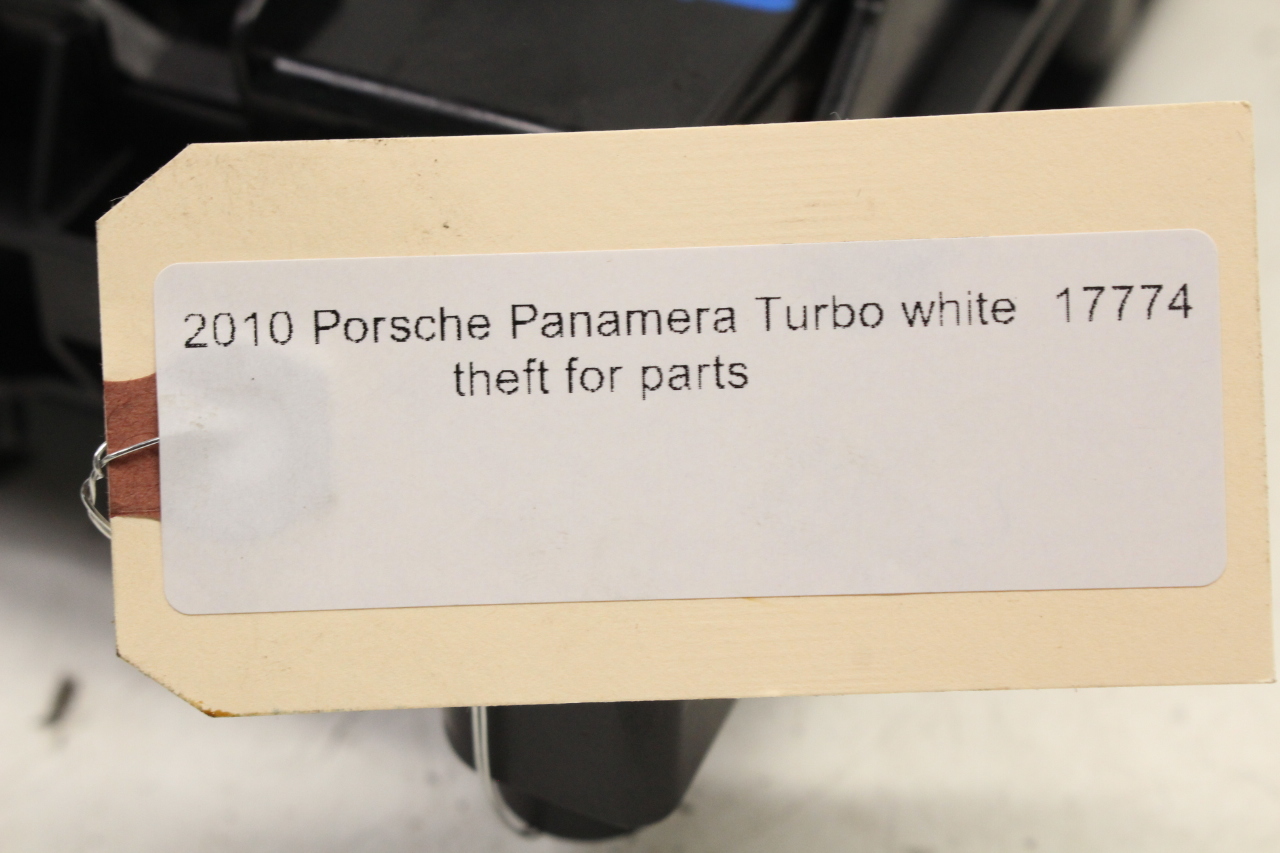 2010 Porsche Panamera Turbo white 17774
theft for parts